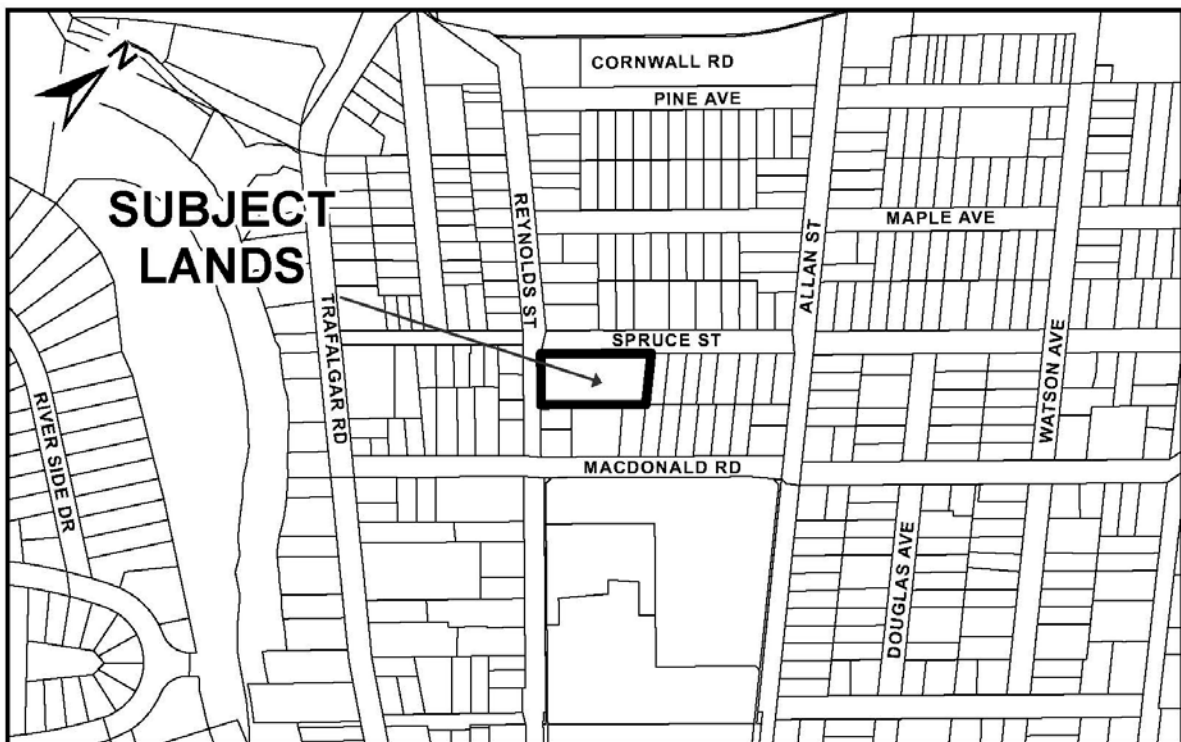 CORNWALL RD
N
PINE AVE
SUBJECT
LANDS
REYNOLDS ST
MAPLE AVE
ALLAN ST
TRAFALGAR RD
SPRUCE ST
WATSON AVE
RIVER SIDE DR
MACDONALD RD
DOUGLAS AVE